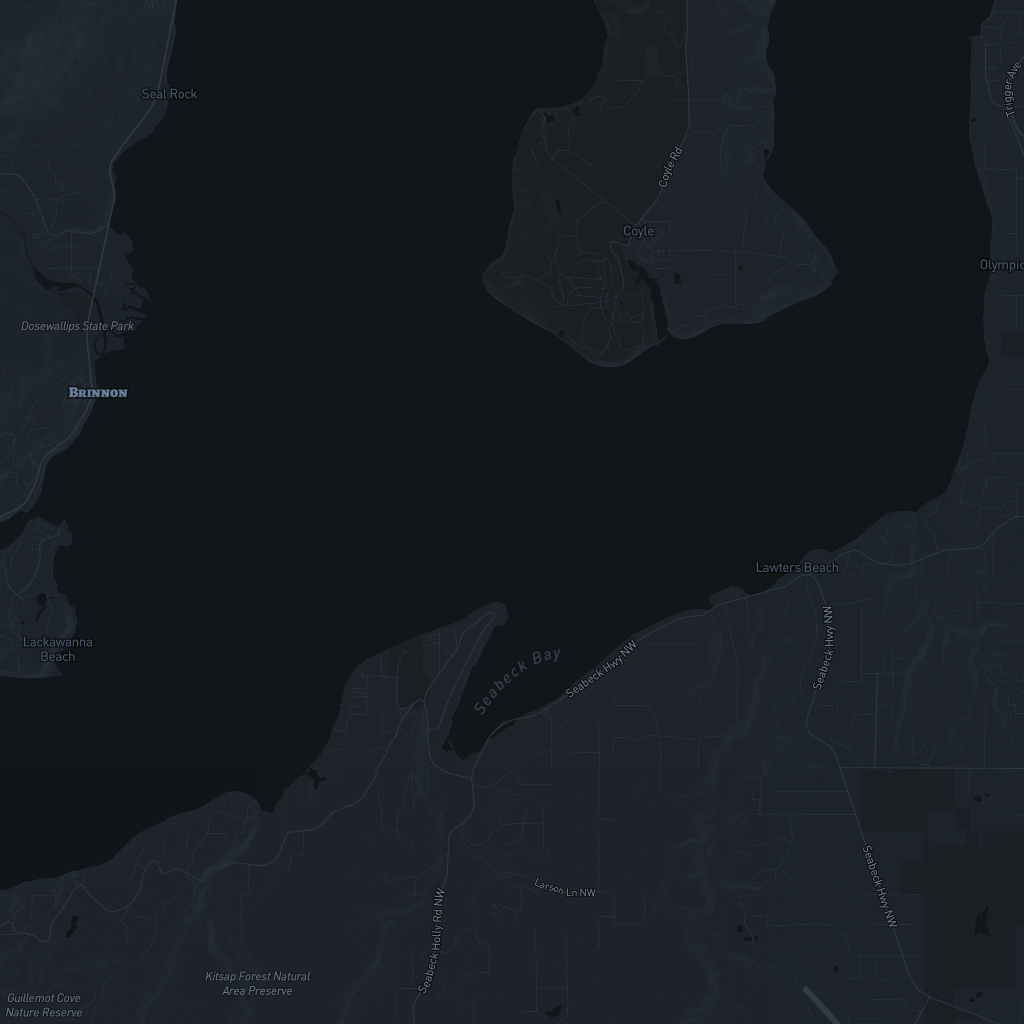 Seal Rock
Trigger Ave
Coyle Rd
Coyle
Olympic
Dosewallips State Park
Brinnon
Lawters Beach
Seabeck Hwy NW
Lackawanna
Beach
Seabeck Bay
Seabeck Hwy NW
Seabeck Hwy NW
Larson Ln NW
Seabeck Holly Rd NW
Kitsap Forest Natural
Area Preserve
Guillemot Cove
Nature Reserve